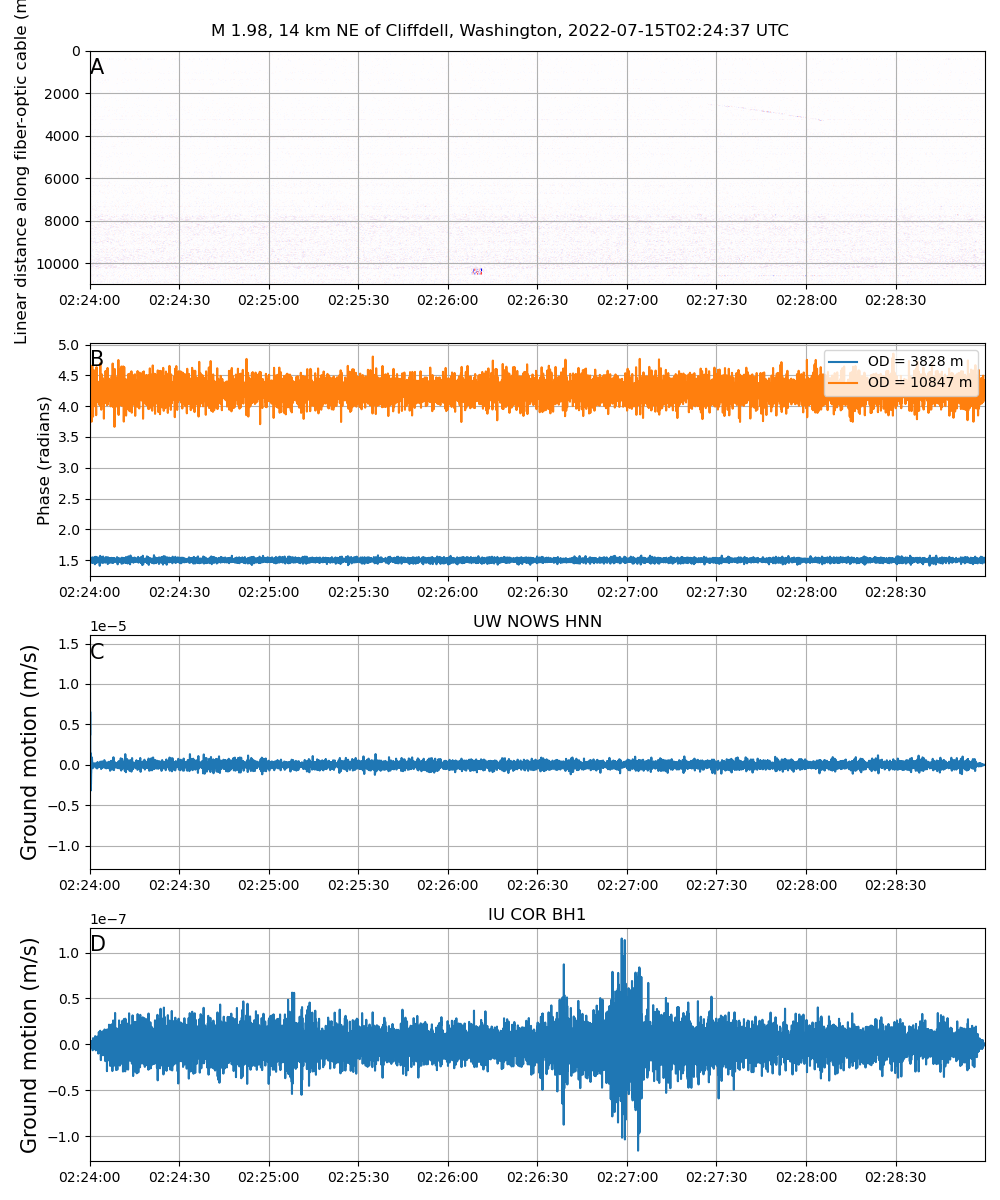 M 1.98, 14 km NE of Cliffdell, Washington, 2022-07-15T02:24:37 UTC
Linear distance along fiber-optic cable (m
A
0
2000
4000
6000
8000
10000
02:24:00 02:24:30 02:25:00 02:25:30 02:26:00 02:26:30 02:27:00 02:27:30 02:28:00 02:28:30
Phase (radians)
B
5.0
4.5
4.0
3.5
3.0
2.5
2.0
1.5
OD = 3828 m
OD = 10847 m
02:24:00 02:24:30 02:25:00 02:25:30 02:26:00 02:26:30 02:27:00 02:27:30 02:28:00 02:28:30
UW NOWS HNN
1e−5
Ground motion (m/s)
C
1.5
1.0
0.5
0.0
−0.5
−1.0
02:24:00 02:24:30 02:25:00 02:25:30 02:26:00 02:26:30 02:27:00 02:27:30 02:28:00 02:28:30
IU COR BH1
1e−7
Ground motion (m/s)
D
1.0
0.5
0.0
−0.5
−1.0
02:24:00 02:24:30 02:25:00 02:25:30 02:26:00 02:26:30 02:27:00 02:27:30 02:28:00 02:28:30